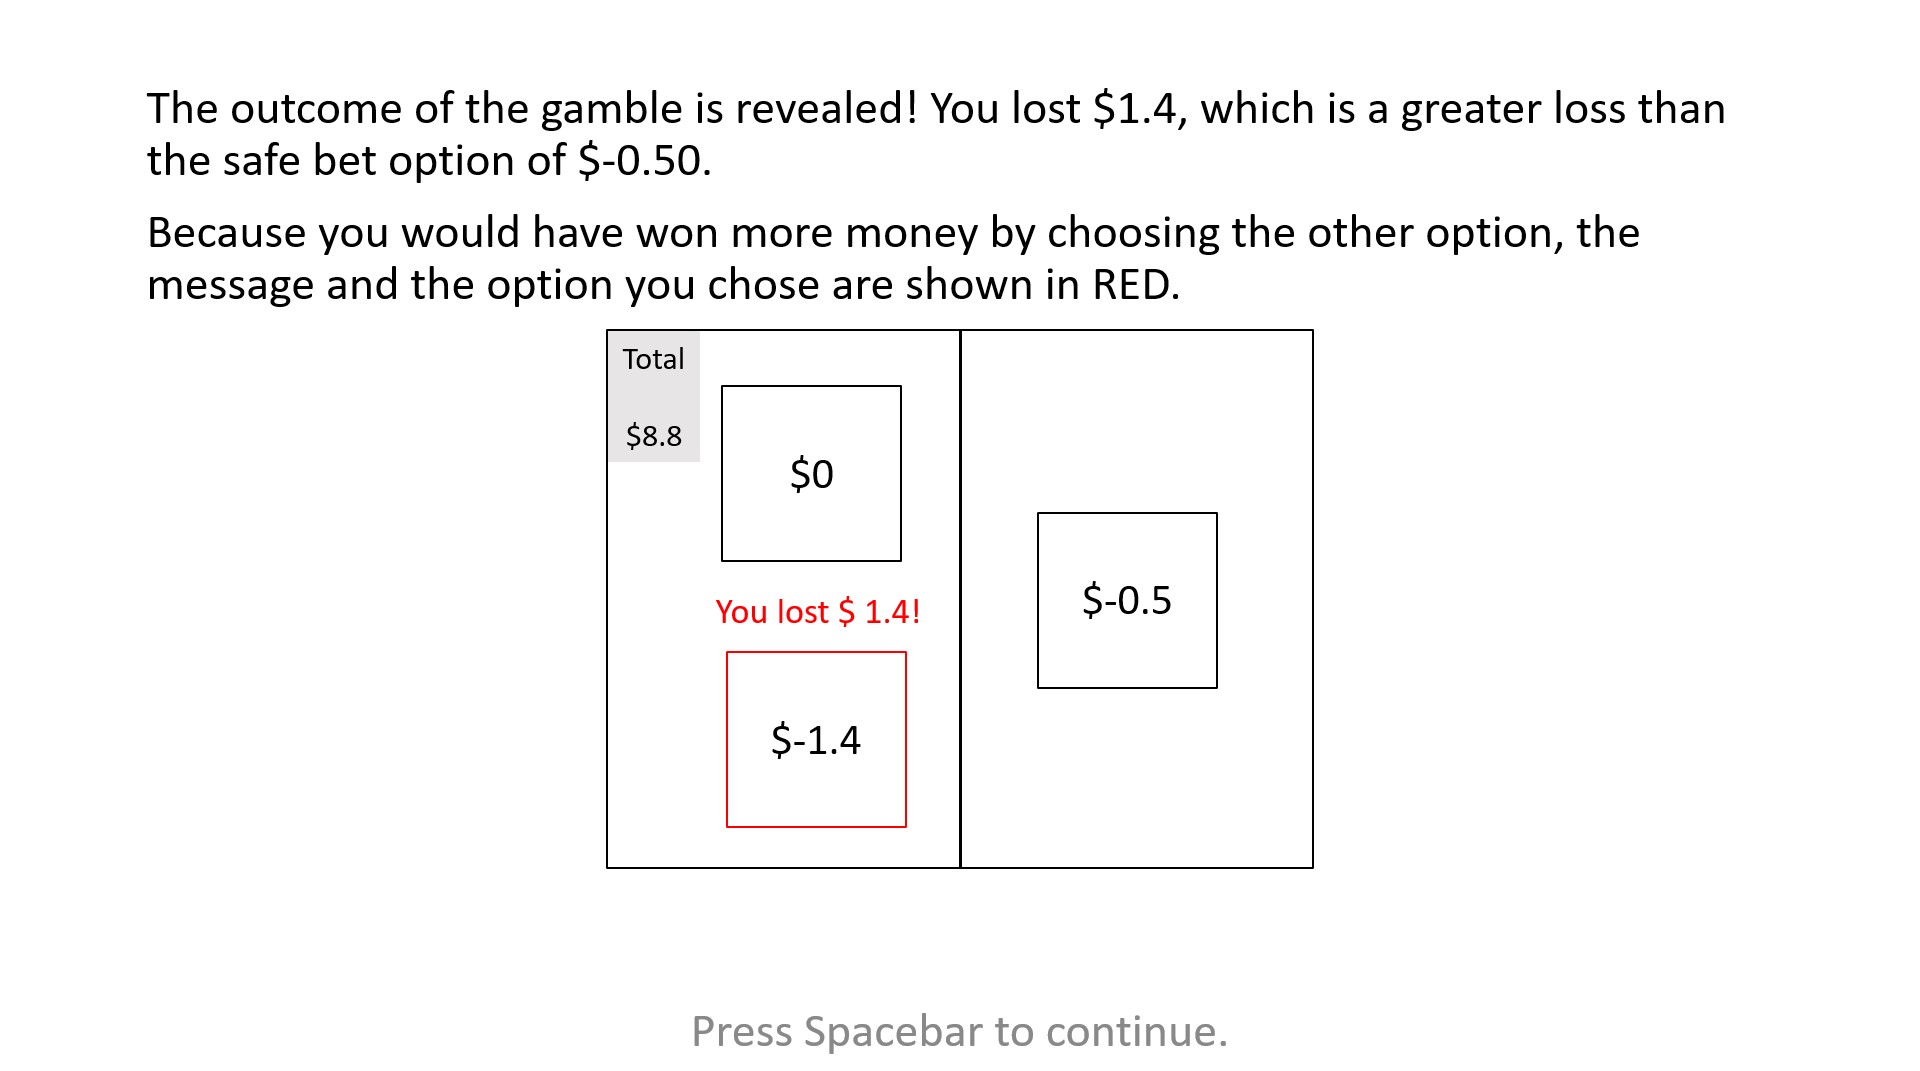 The outcome of the gamble is revealed! You lost $1.4, which is a greater loss than
the safe bet option of $-0.50.
Because you would have won more money by choosing the other option, the
message and the option you chose are shown in RED.
Total
$8.8
$0
You lost $ 1.4!
$-1.4
$-0.5
Press Spacebar to continue.